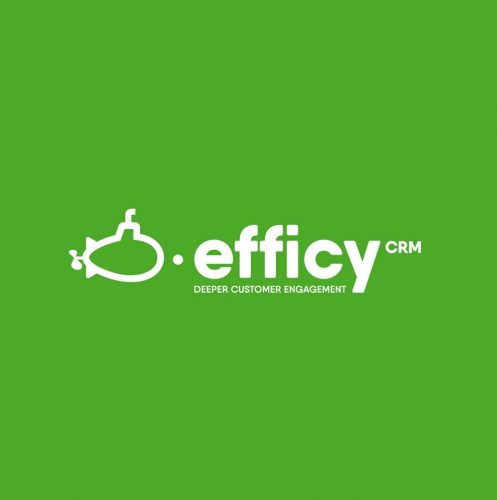 efficy CRM
DEEPER CUSTOMER ENGAGEMENT